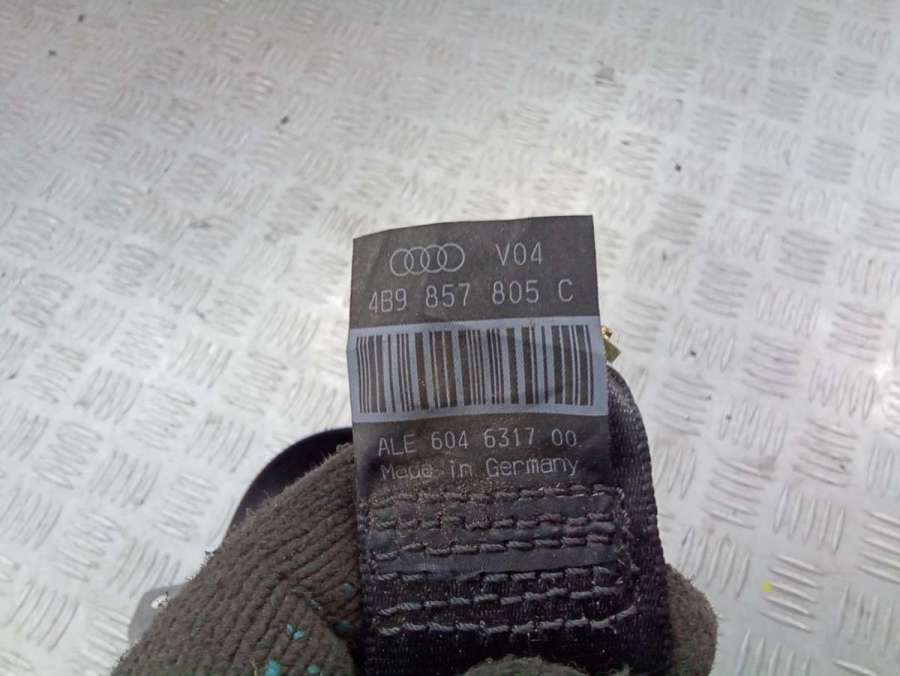 V04
4B9 857 805 C
ALE 604 6317 00
Made in Germany